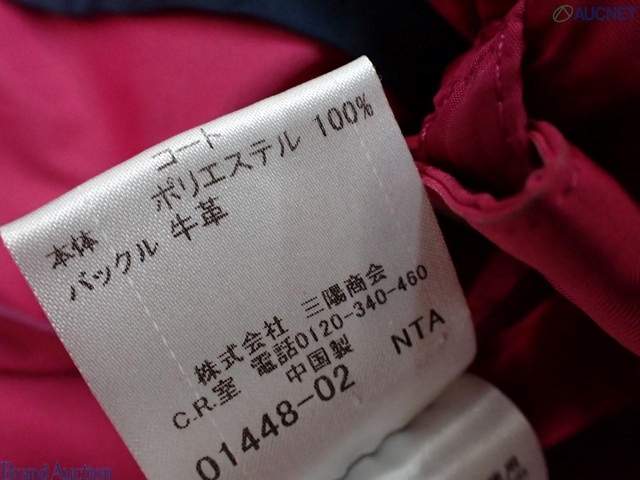 AUCNET
コート
本体 ポリエステル 100%
バックル 牛革
株式会社 三陽商会
C.R.室 電話0120-340-460
中国製 NTA
01448-02
Brand Auction